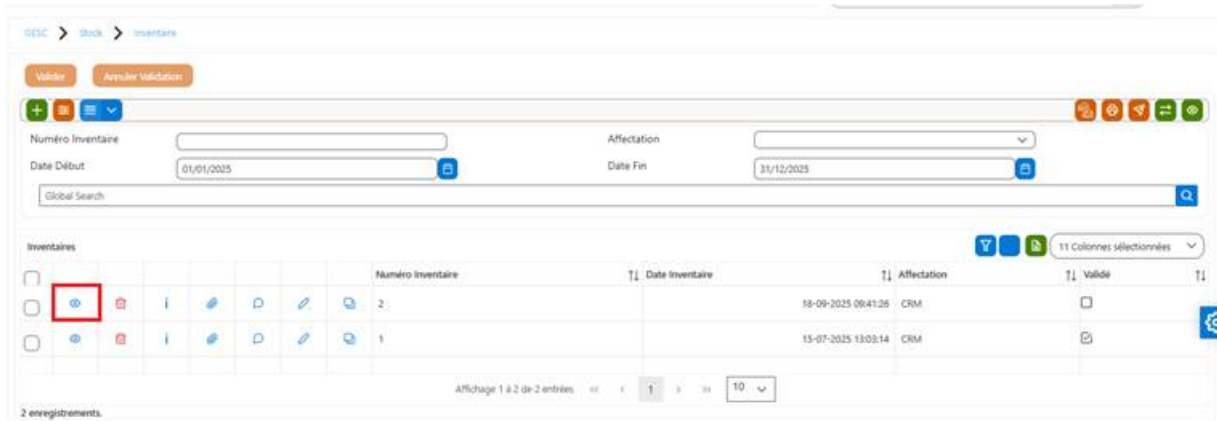 GESC > Stock > Inventaire
Valider Annuler Validation
Numéro Inventaire Affectation
Date Début 01/01/2025 Date Fin 31/12/2025
Global Search
Inventaires 11 Colonnes sélectionnées
Numéro Inventaire Date Inventaire Affectation Validé
2 18-09-2025 09:41:26 CRM
1 15-07-2025 13:03:14 CRM
Affichage 1 à 2 de 2 entrées 1 10
2 enregistrements.